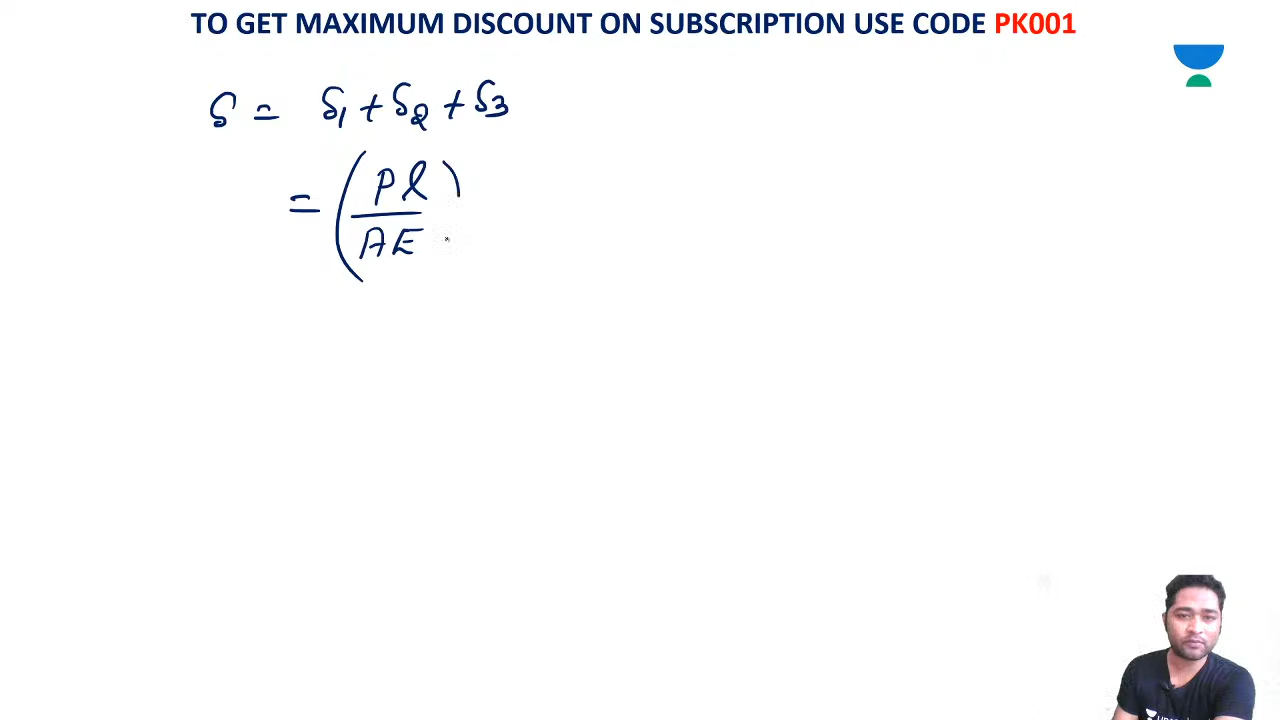 TO GET MAXIMUM DISCOUNT ON SUBSCRIPTION USE CODE PK001
δ = δ1 + δ2 + δ3
= (Pl/AE)